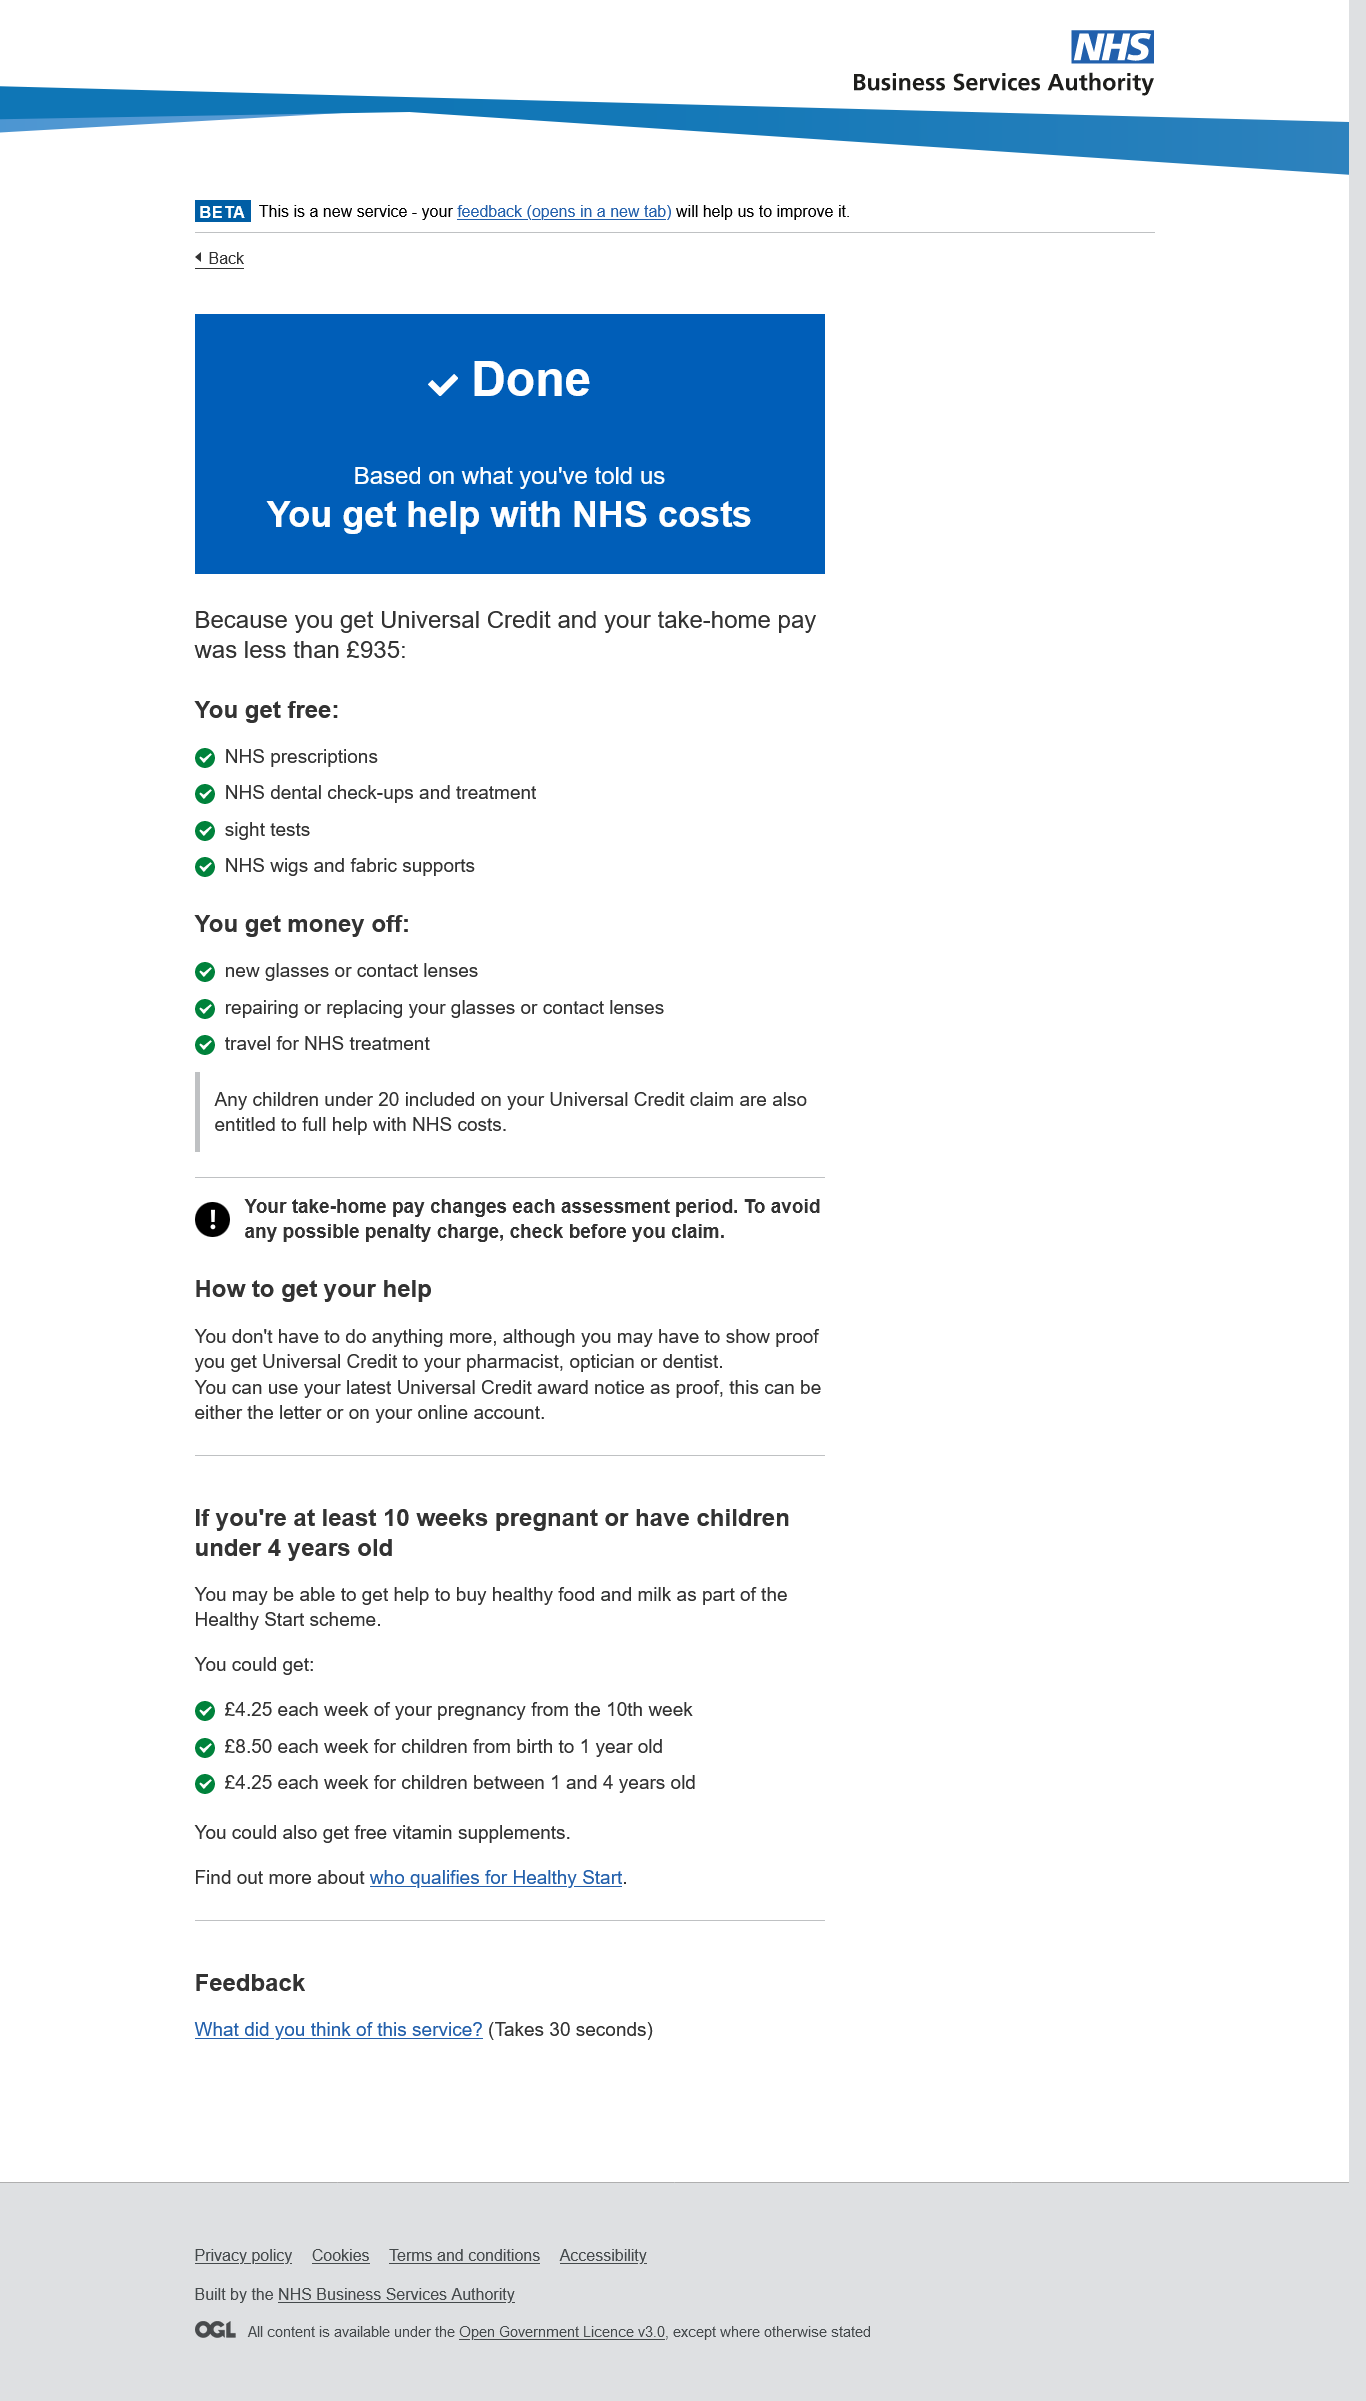 NHS
Business Services Authority
BETA This is a new service - your feedback (opens in a new tab) will help us to improve it.
Back
Done
Based on what you've told us
You get help with NHS costs
Because you get Universal Credit and your take-home pay
was less than £935:
You get free:
NHS prescriptions
NHS dental check-ups and treatment
sight tests
NHS wigs and fabric supports
You get money off:
new glasses or contact lenses
repairing or replacing your glasses or contact lenses
travel for NHS treatment
Any children under 20 included on your Universal Credit claim are also
entitled to full help with NHS costs.
Your take-home pay changes each assessment period. To avoid
any possible penalty charge, check before you claim.
How to get your help
You don't have to do anything more, although you may have to show proof
you get Universal Credit to your pharmacist, optician or dentist.
You can use your latest Universal Credit award notice as proof, this can be
either the letter or on your online account.
If you're at least 10 weeks pregnant or have children
under 4 years old
You may be able to get help to buy healthy food and milk as part of the
Healthy Start scheme.
You could get:
£4.25 each week of your pregnancy from the 10th week
£8.50 each week for children from birth to 1 year old
£4.25 each week for children between 1 and 4 years old
You could also get free vitamin supplements.
Find out more about who qualifies for Healthy Start.
Feedback
What did you think of this service? (Takes 30 seconds)
Privacy policy Cookies Terms and conditions Accessibility
Built by the NHS Business Services Authority
OGL All content is available under the Open Government Licence v3.0, except where otherwise stated